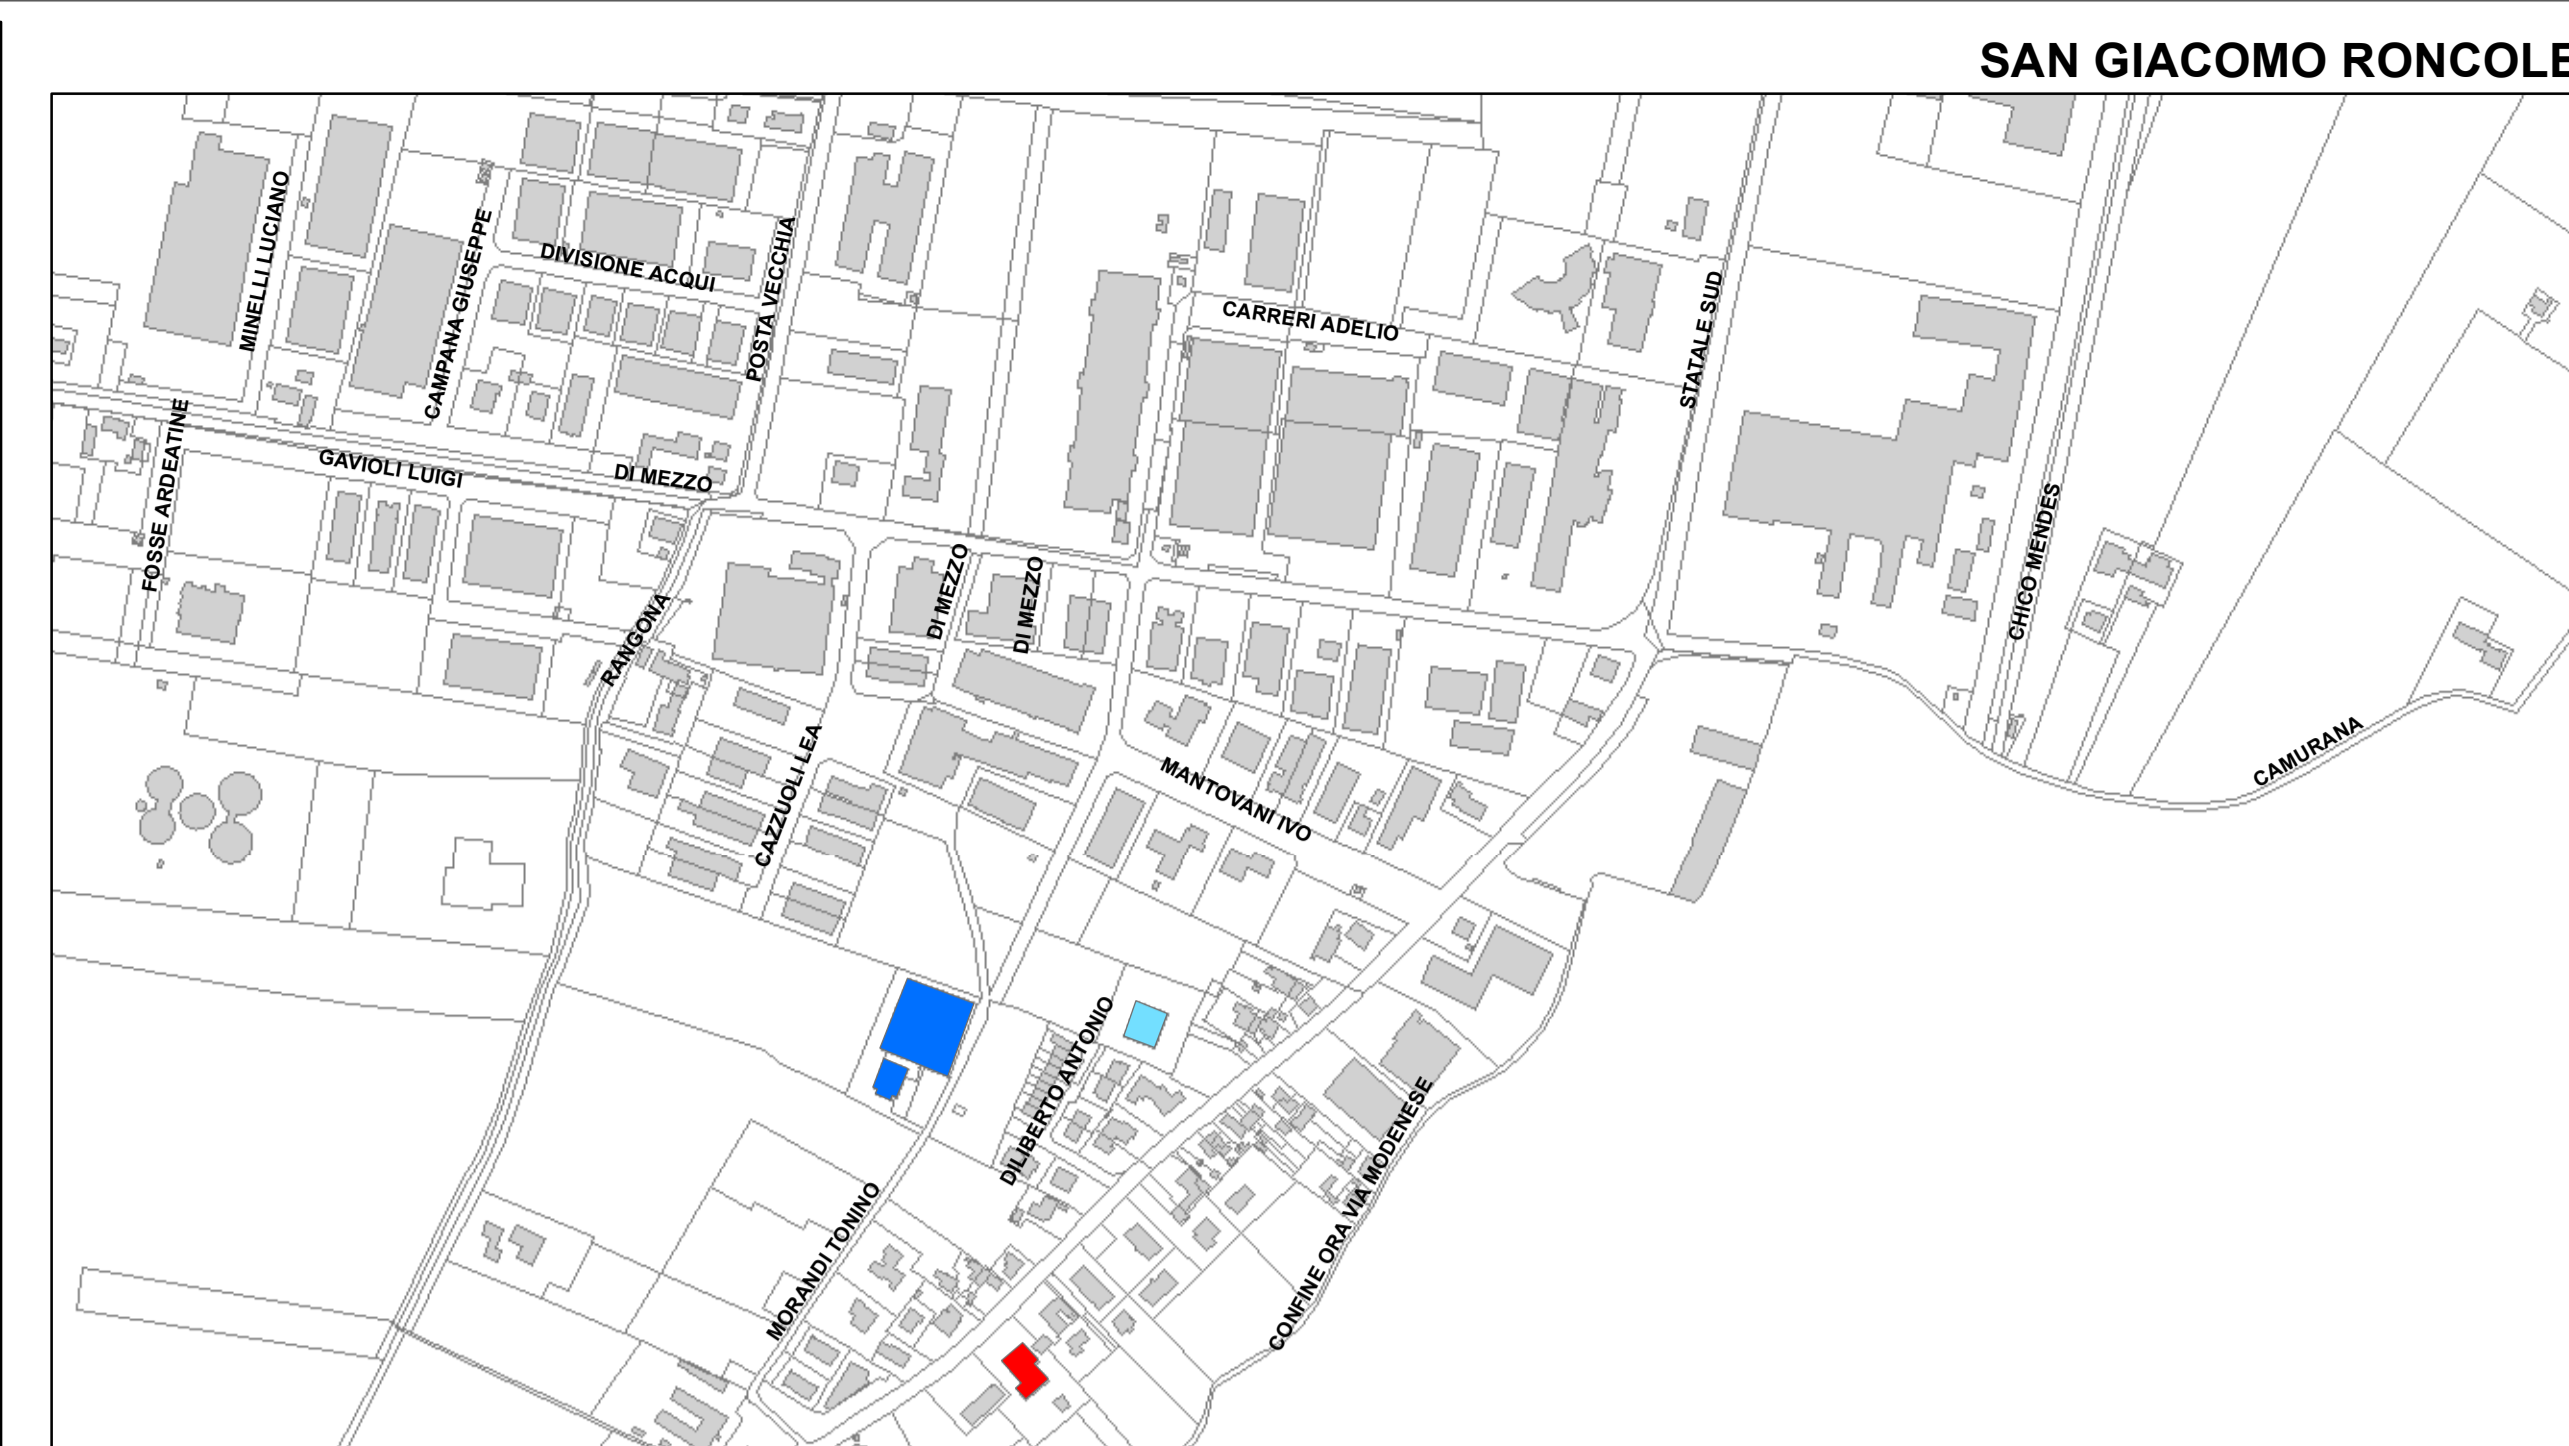 SAN GIACOMO RONCOLE
MINELLI LUCIANO
CAMPANA GIUSEPPE
DIVISIONE ACQUI
POSTA VECCHIA
CARRERI ADELIO
STATALE SUD
FOSSE ARDEATINE
GAVIOLI LUIGI
DI MEZZO
CHICO MENDES
DI MEZZO
DI MEZZO
RANGONA
CAZZUOLI LEA
MANTOVANI IVO
CAMURANA
DILIBERTO ANTONIO
CONFINE ORA VIA MODENESE
MORANDI TONINO